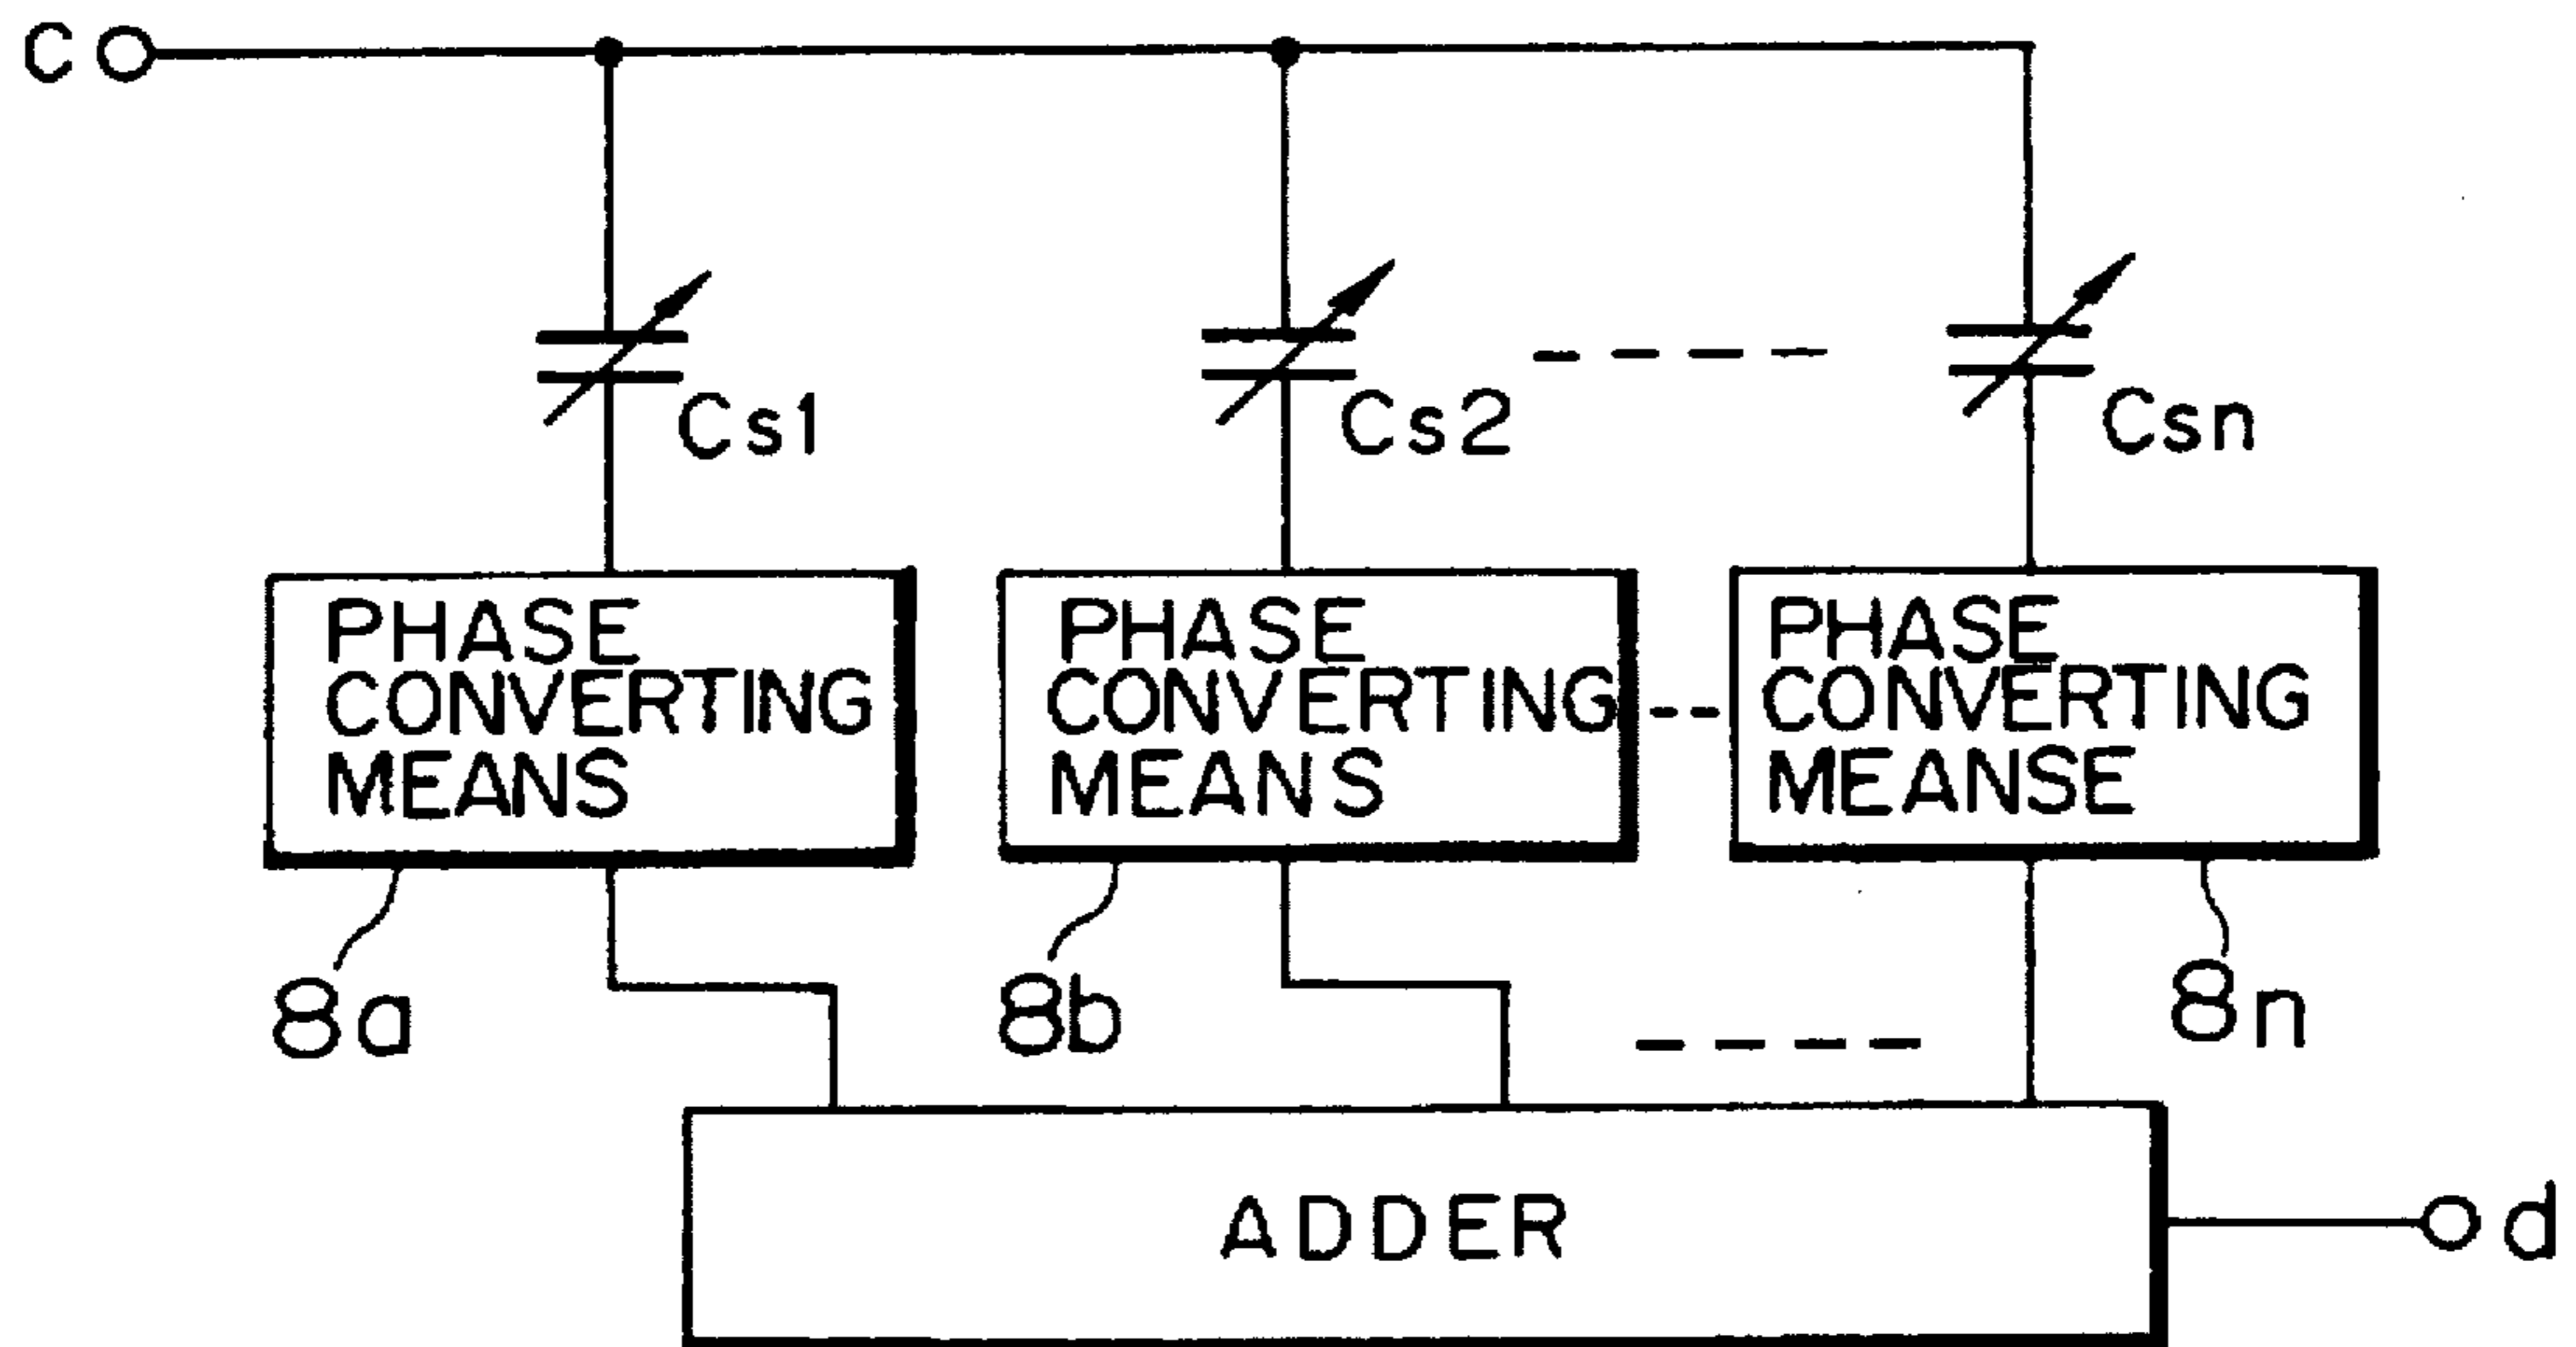 C
Cs1
Cs2
Csn
PHASE
CONVERTING
MEANS
PHASE
CONVERTING
MEANS
PHASE
CONVERTING
MEANSE
8a
8b
8n
ADDER
d